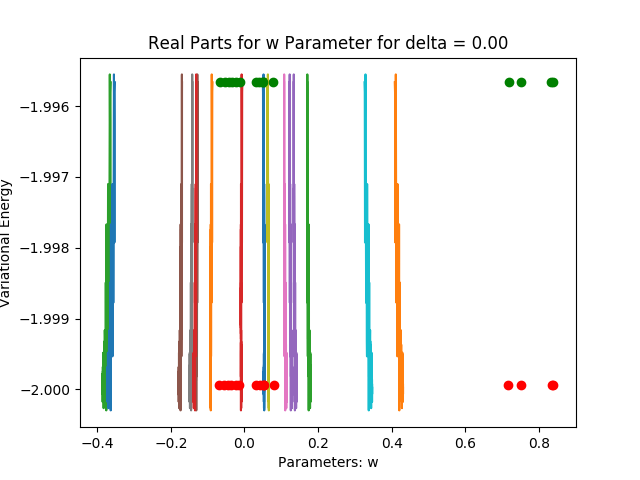 Real Parts for w Parameter for delta = 0.00
Variational Energy
−1.996
−1.997
−1.998
−1.999
−2.000
−0.4 −0.2 0.0 0.2 0.4 0.6 0.8
Parameters: w